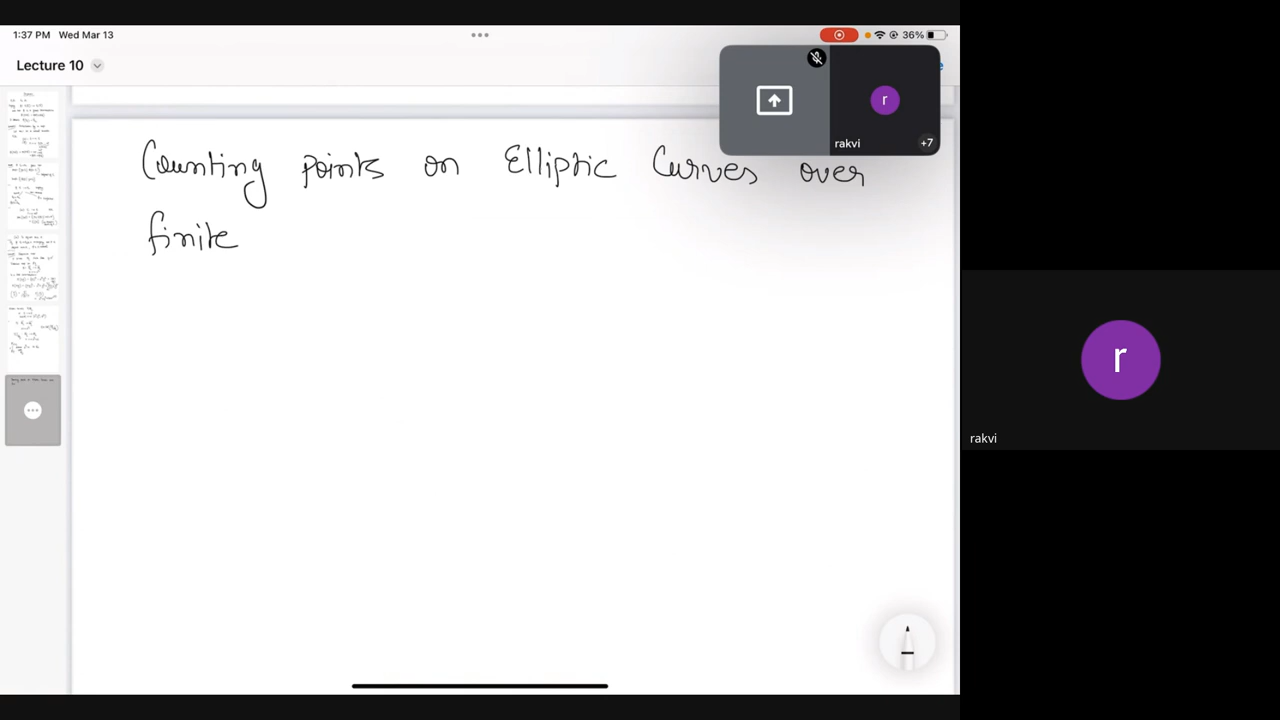 1:37 PM Wed Mar 13
36%
Lecture 10
r
rakvi
+7
Counting points on Elliptic Curves over
finite
r
rakvi